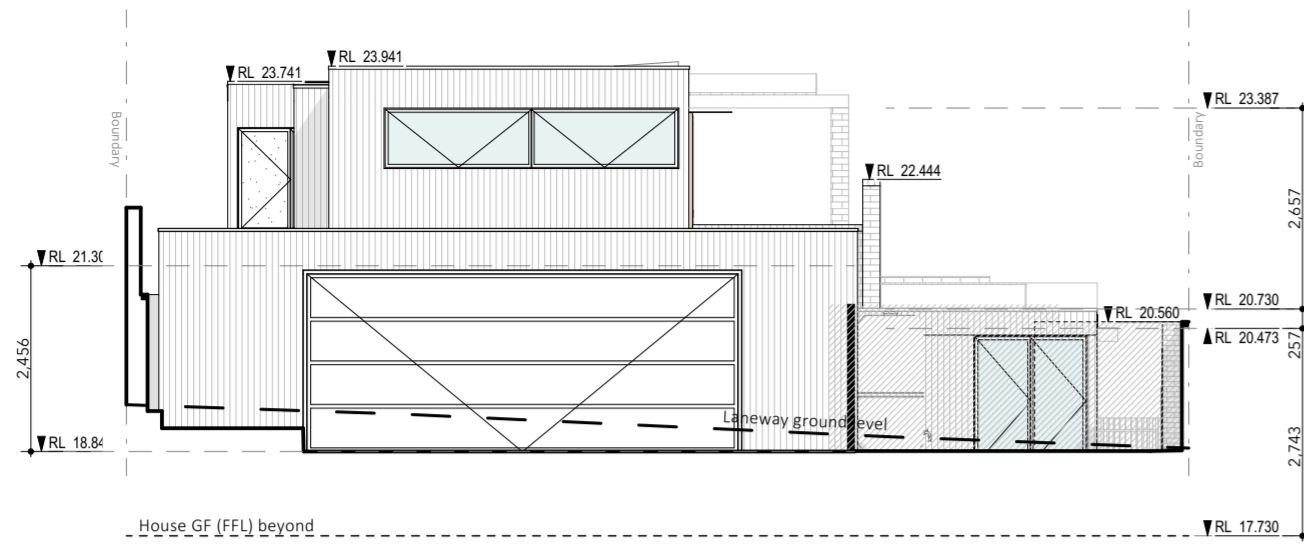 RL 23.941
RL 23.741
RL 23.387
Boundary
Boundary
RL 22.444
2,657
RL 21.30
RL 20.730
RL 20.560
RL 20.473
257
2,456
Laneway ground level
RL 18.84
2,743
House GF (FFL) beyond
RL 17.730